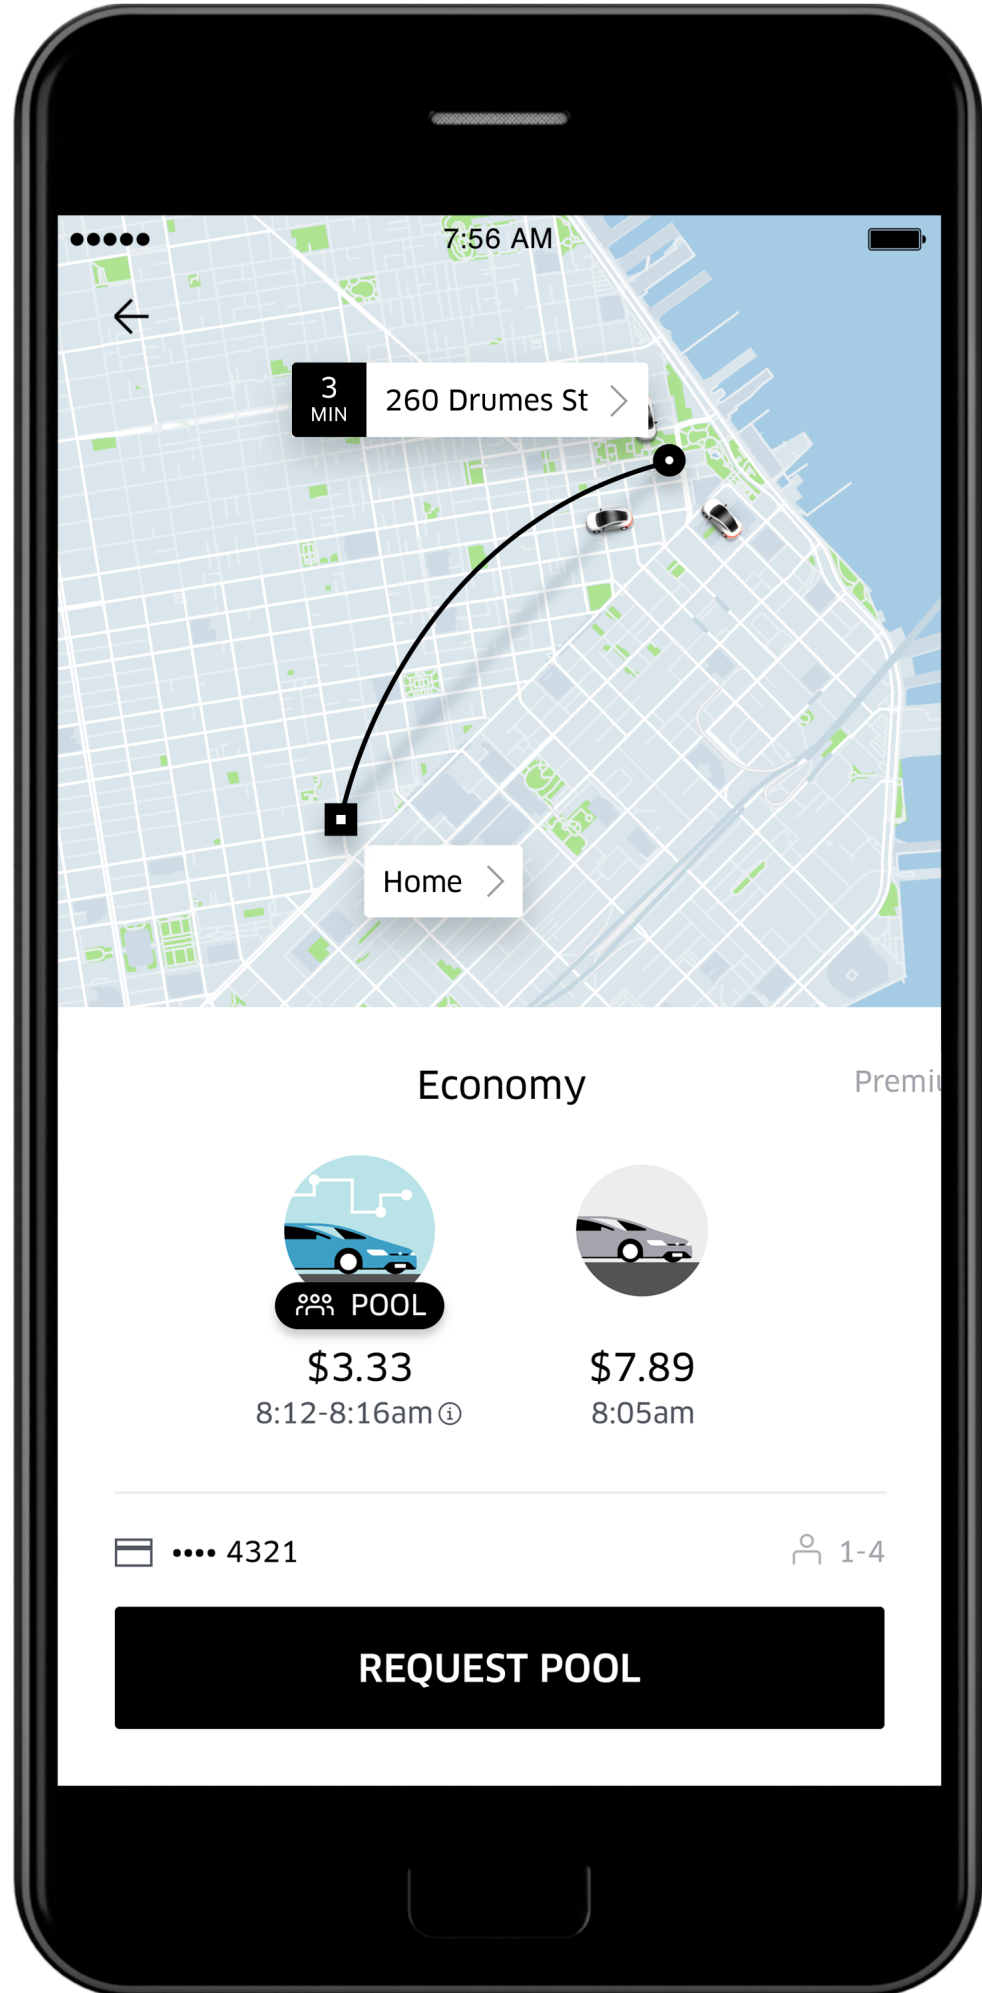 7:56 AM
3
MIN
260 Drumes St
Home
Economy
POOL
$3.33
$7.89
8:12-8:16am
8:05am
•••• 4321
1-4
REQUEST POOL